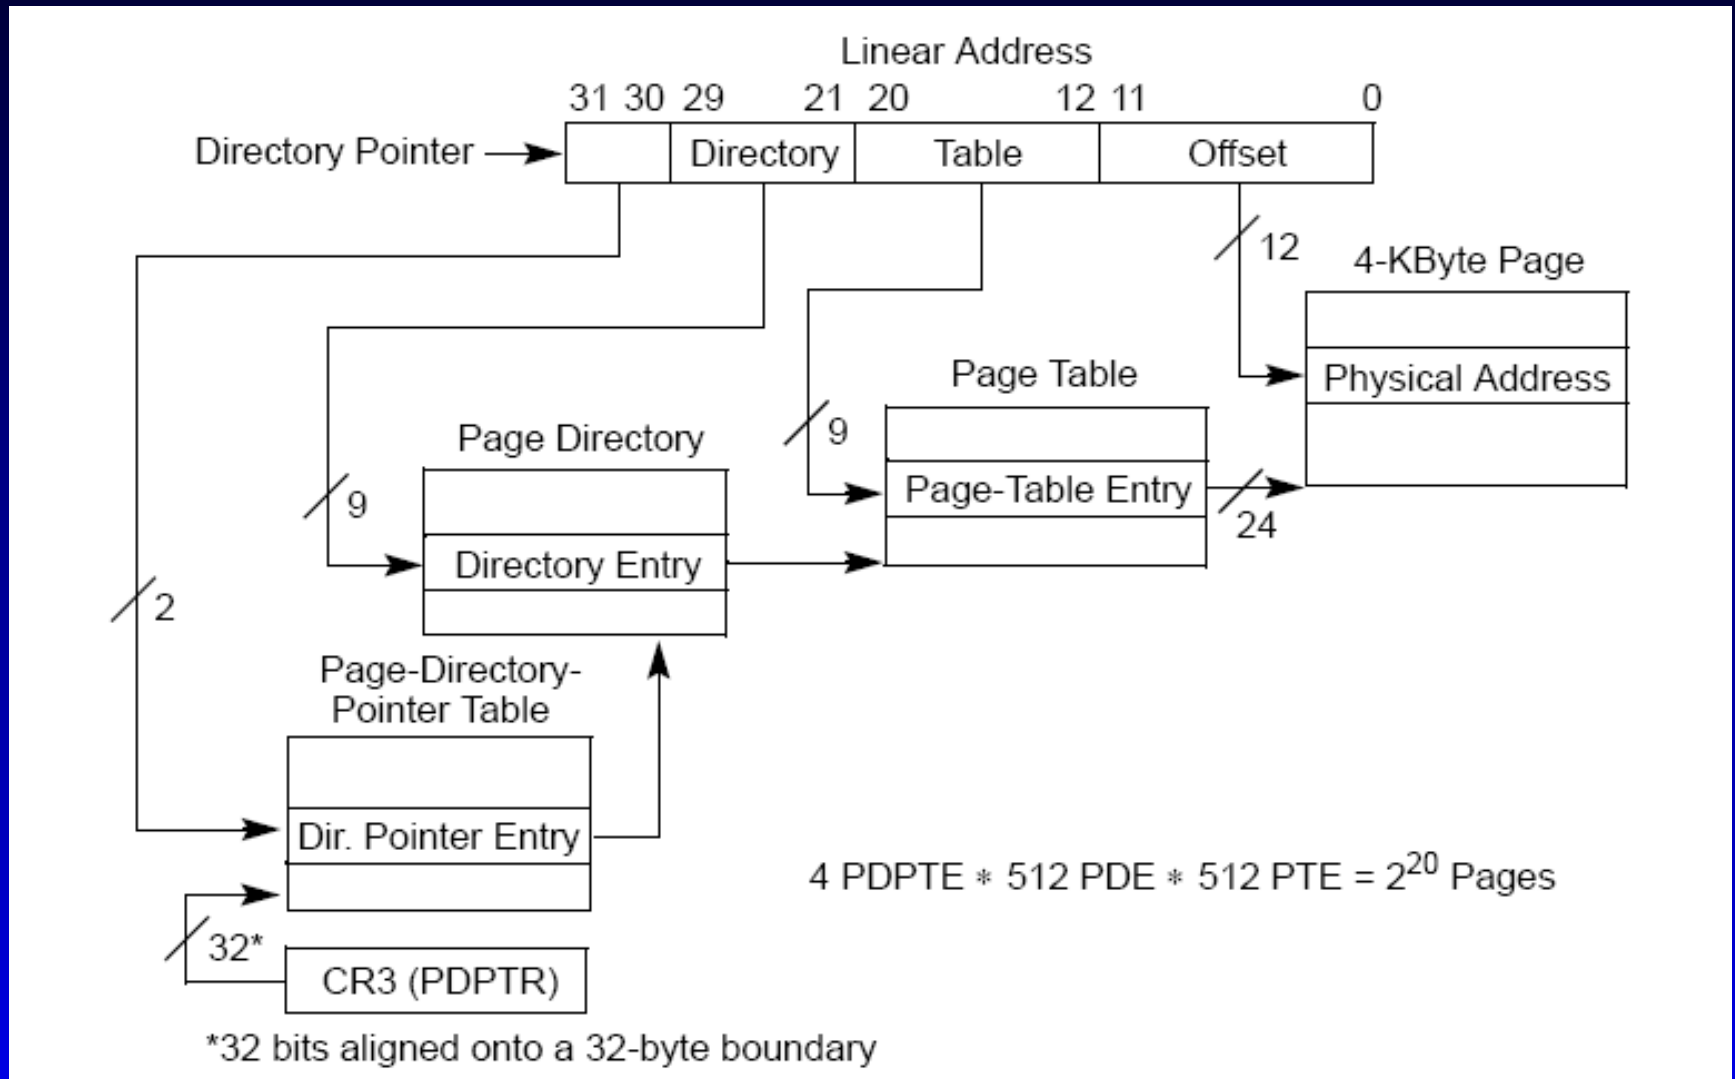 Linear Address
31 30 29 21 20 12 11 0
Directory Pointer
Directory
Table
Offset
12
4-KByte Page
Physical Address
Page Table
9
Page-Table Entry
24
Page Directory
9
Directory Entry
2
Page-Directory-
Pointer Table
Dir. Pointer Entry
4 PDPTE * 512 PDE * 512 PTE = 2^20 Pages
32*
CR3 (PDPTR)
*32 bits aligned onto a 32-byte boundary